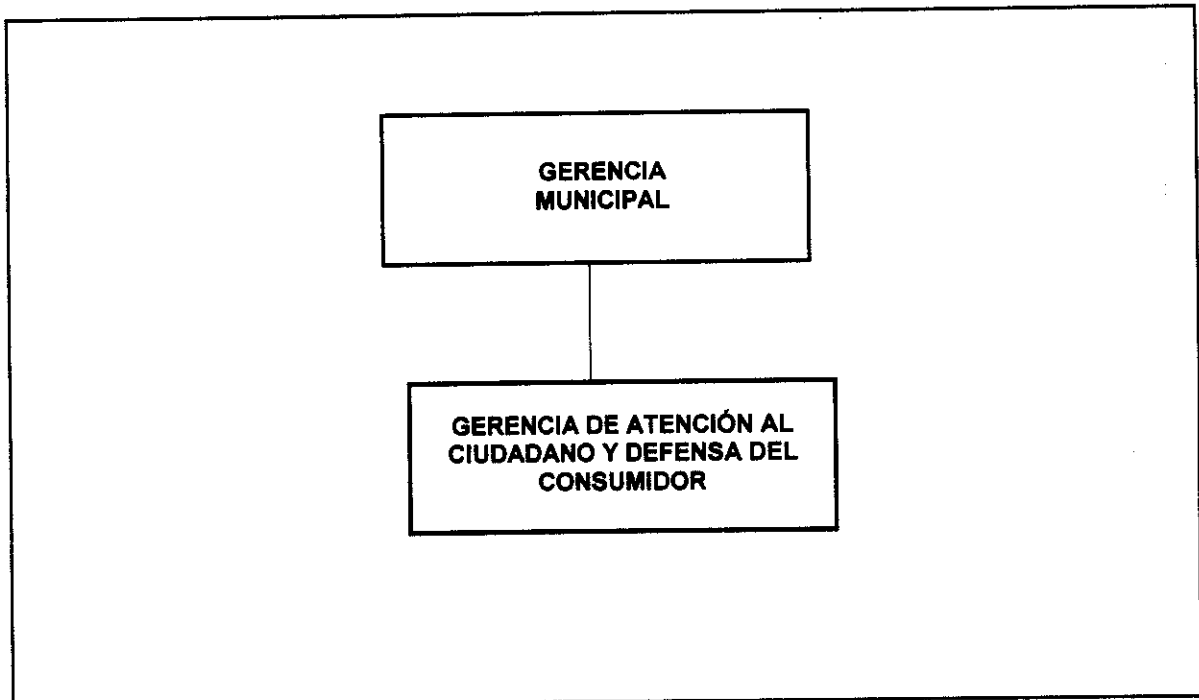 GERENCIA
MUNICIPAL
GERENCIA DE ATENCIÓN AL
CIUDADANO Y DEFENSA DEL
CONSUMIDOR